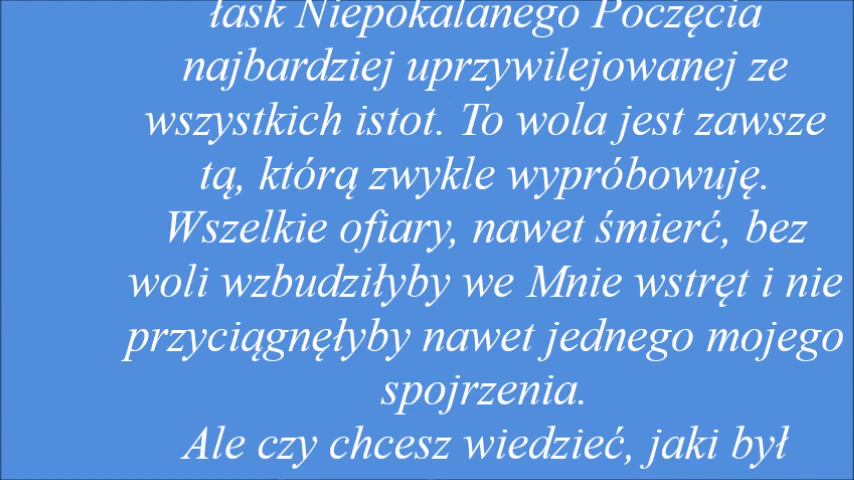 łask Niepokalanego Poczęcia
najbardziej uprzywilejowanej ze
wszystkich istot. To wola jest zawsze
tą, którą zwykle wypróbowuję.
Wszelkie ofiary, nawet śmierć, bez
woli wzbudziłyby we Mnie wstręt i nie
przyciągnęłyby nawet jednego mojego
spojrzenia.
Ale czy chcesz wiedzieć, jaki był